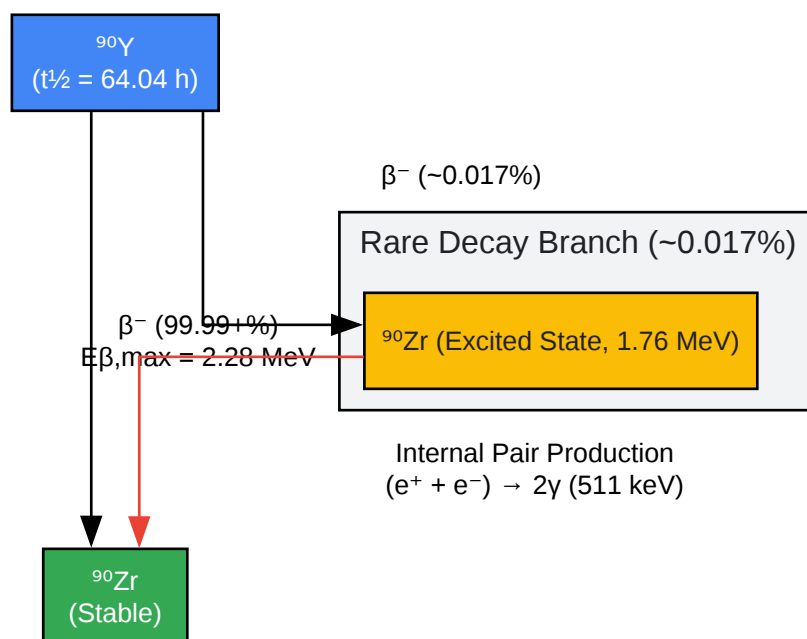 ⁹⁰Y
(t½ = 64.04 h)
β⁻ (~0.017%)
Rare Decay Branch (~0.017%)
β⁻ (99.99+%)
Eβ,max = 2.28 MeV
⁹⁰Zr (Excited State, 1.76 MeV)
Internal Pair Production
(e⁺ + e⁻) → 2γ (511 keV)
⁹⁰Zr
(Stable)